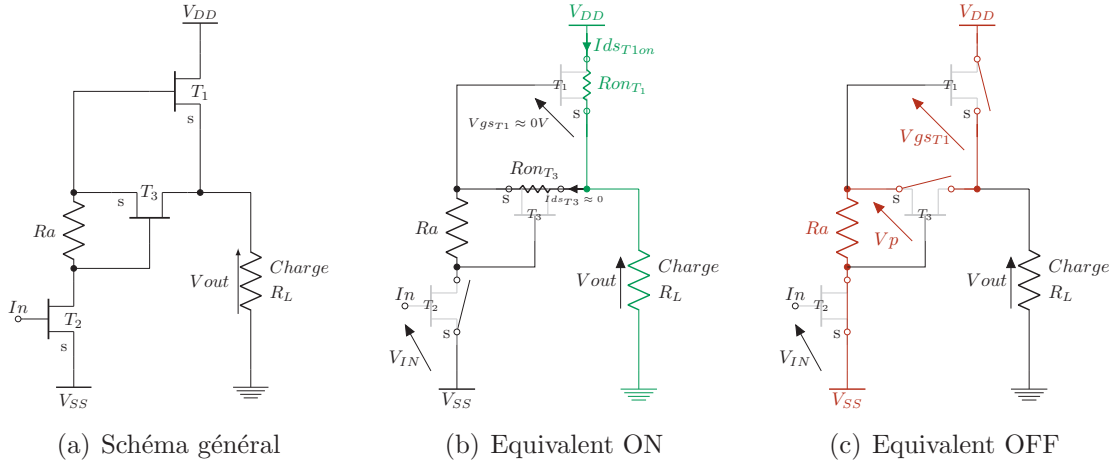 V_DD
T_1
s
T_3
s
Ra
In
T_2
s
V_SS
Vout
Charge
R_L
(a) Schéma général
V_DD
Ids_T1on
T_1
Ron_T_1
s
Vgs_T1 ≈ 0V
Ron_T_3
s
Ids_T3 ≈ 0
T_3
Ra
In
T_2
s
V_IN
V_SS
Vout
Charge
R_L
(b) Equivalent ON
V_DD
T_1
s
Vgs_T1
s
T_3
Vp
Ra
In
T_2
s
V_IN
V_SS
Vout
Charge
R_L
(c) Equivalent OFF